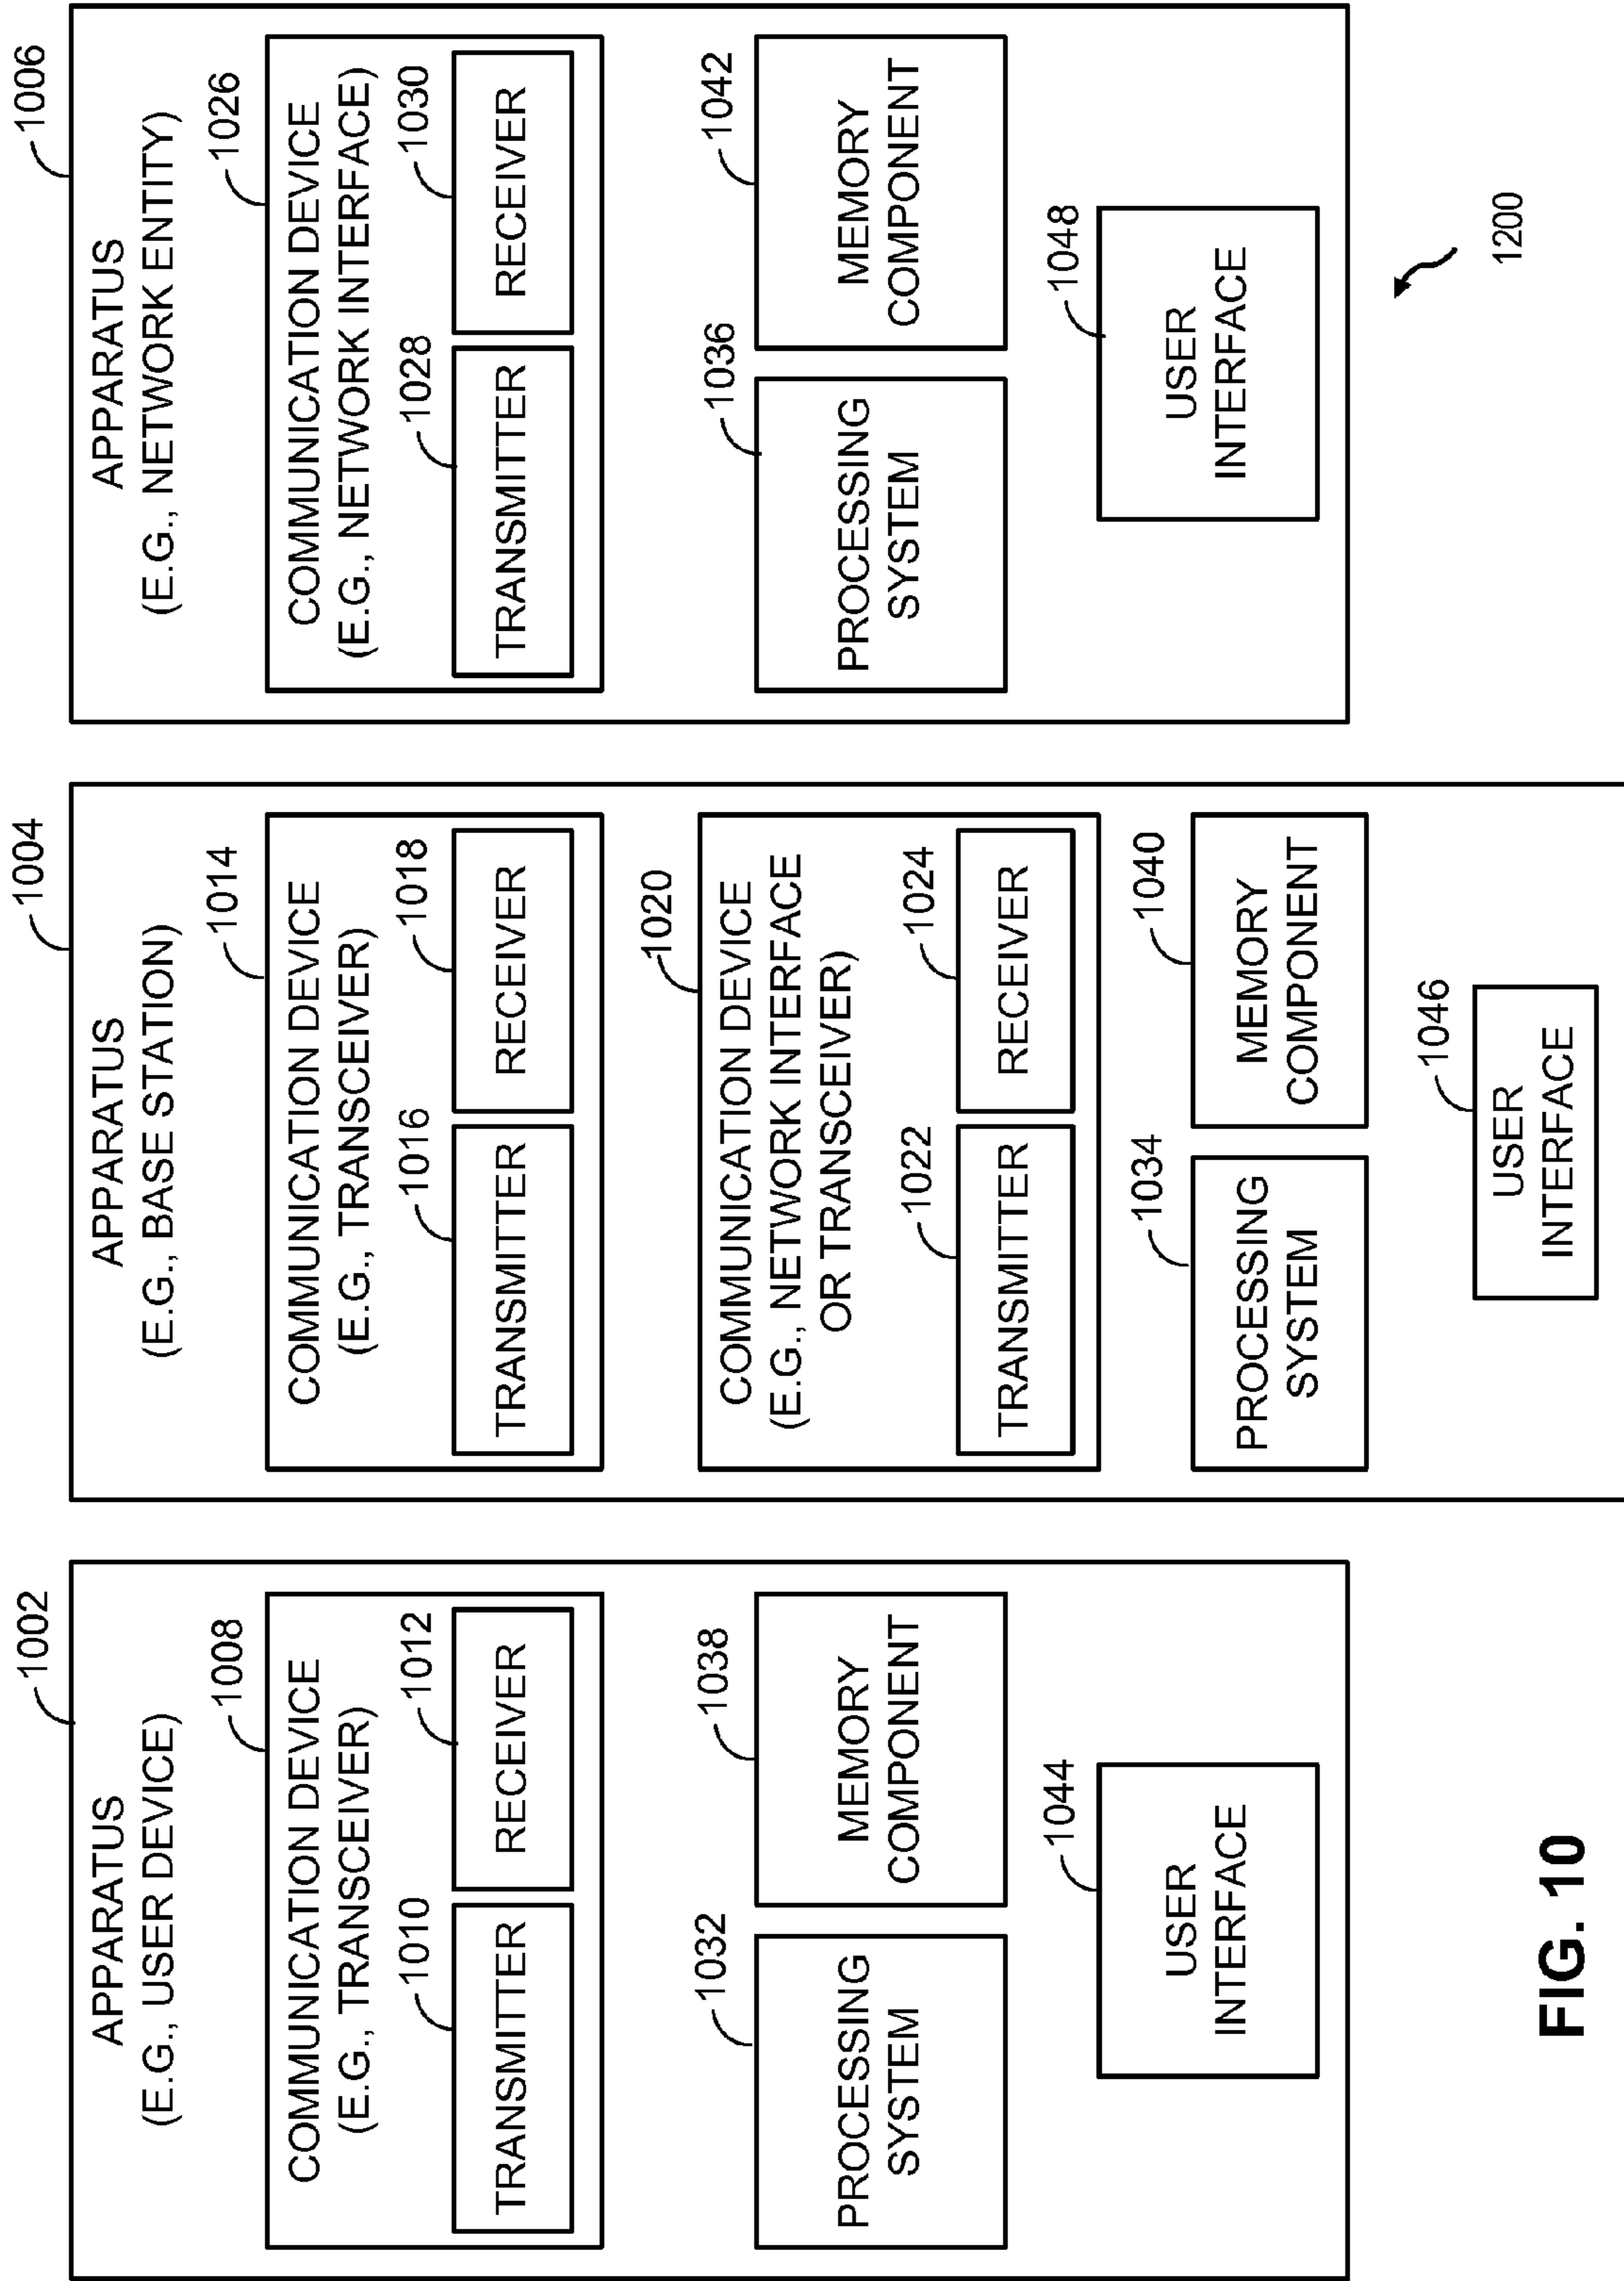 1002
APPARATUS
(E.G., USER DEVICE)
1008
COMMUNICATION DEVICE
(E.G., TRANSCEIVER)
1010
1012
TRANSMITTER
RECEIVER
1032
1038
PROCESSING
SYSTEM
MEMORY
COMPONENT
1044
USER
INTERFACE
1004
APPARATUS
(E.G., BASE STATION)
1014
COMMUNICATION DEVICE
(E.G., TRANSCEIVER)
1016
1018
TRANSMITTER
RECEIVER
1020
COMMUNICATION DEVICE
(E.G., NETWORK INTERFACE
OR TRANSCEIVER)
1022
1024
TRANSMITTER
RECEIVER
1034
1040
PROCESSING
SYSTEM
MEMORY
COMPONENT
1046
USER
INTERFACE
1006
APPARATUS
(E.G., NETWORK ENTITY)
1026
COMMUNICATION DEVICE
(E.G., NETWORK INTERFACE)
1028
1030
TRANSMITTER
RECEIVER
1036
1042
PROCESSING
SYSTEM
MEMORY
COMPONENT
1048
USER
INTERFACE
1200
FIG. 10